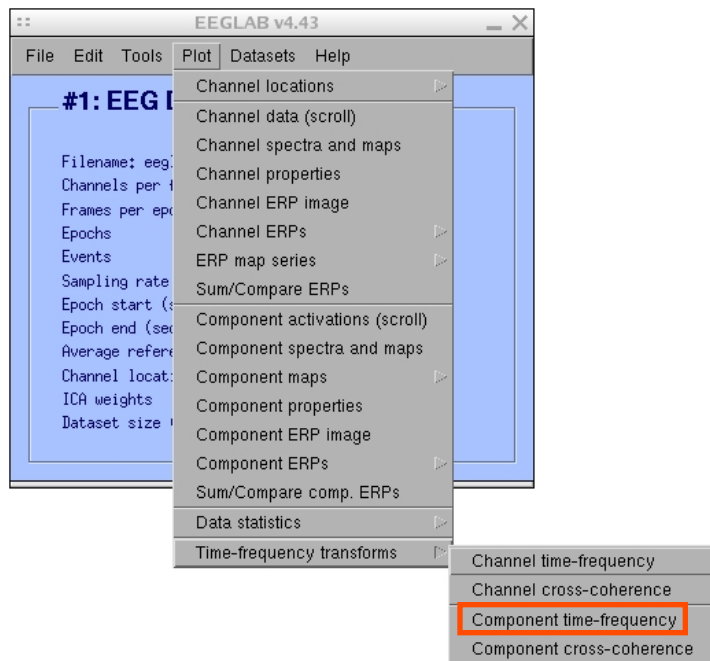 EEGLAB v4.43
File Edit Tools Plot Datasets Help
#1: EEG
Filename: eegl
Channels per
Frames per epo
Epochs
Events
Sampling rate
Epoch start (s
Epoch end (sec
Average refere
Channel locat
ICA weights
Dataset size
Channel locations
Channel data (scroll)
Channel spectra and maps
Channel properties
Channel ERP image
Channel ERPs
ERP map series
Sum/Compare ERPs
Component activations (scroll)
Component spectra and maps
Component maps
Component properties
Component ERP image
Component ERPs
Sum/Compare comp. ERPs
Data statistics
Time-frequency transforms
Channel time-frequency
Channel cross-coherence
Component time-frequency
Component cross-coherence